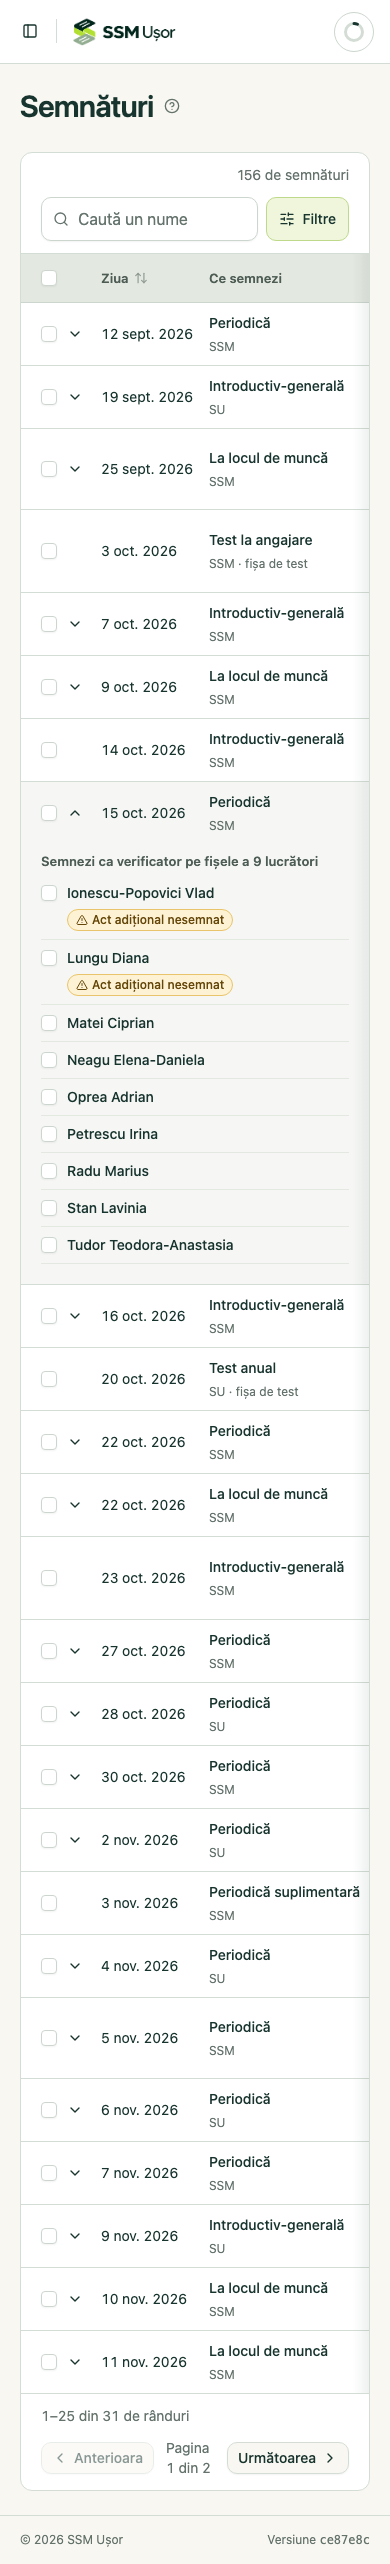 SSM Ușor
Semnături
156 de semnături
Caută un nume
Filtre
Ziua Ce semnezi
12 sept. 2026 Periodică
SSM
19 sept. 2026 Introductiv-generală
SU
25 sept. 2026 La locul de muncă
SSM
3 oct. 2026 Test la angajare
SSM · fișa de test
7 oct. 2026 Introductiv-generală
SSM
9 oct. 2026 La locul de muncă
SSM
14 oct. 2026 Introductiv-generală
SSM
15 oct. 2026 Periodică
SSM
Semnezi ca verificator pe fișele a 9 lucrători
Ionescu-Popovici Vlad
Act adițional nesemnat
Lungu Diana
Act adițional nesemnat
Matei Ciprian
Neagu Elena-Daniela
Oprea Adrian
Petrescu Irina
Radu Marius
Stan Lavinia
Tudor Teodora-Anastasia
16 oct. 2026 Introductiv-generală
SSM
20 oct. 2026 Test anual
SU · fișa de test
22 oct. 2026 Periodică
SSM
22 oct. 2026 La locul de muncă
SSM
23 oct. 2026 Introductiv-generală
SSM
27 oct. 2026 Periodică
SSM
28 oct. 2026 Periodică
SU
30 oct. 2026 Periodică
SSM
2 nov. 2026 Periodică
SU
3 nov. 2026 Periodică suplimentară
SSM
4 nov. 2026 Periodică
SU
5 nov. 2026 Periodică
SSM
6 nov. 2026 Periodică
SU
7 nov. 2026 Periodică
SSM
9 nov. 2026 Introductiv-generală
SU
10 nov. 2026 La locul de muncă
SSM
11 nov. 2026 La locul de muncă
SSM
1–25 din 31 de rânduri
Anterioara
Pagina
1 din 2
Următoarea
© 2026 SSM Ușor Versiune ce87e8c